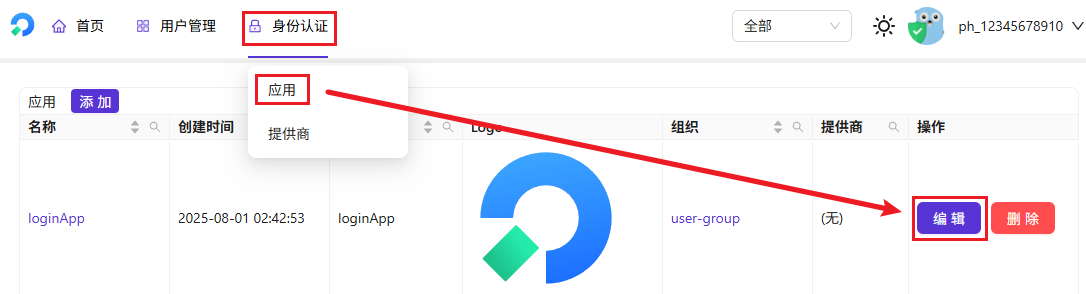 首页 用户管理 身份认证 全部 ph_12345678910
应用 添 加 应用
名称 创建时间 Logo 组织 提供商 操作
提供商
loginApp 2025-08-01 02:42:53 loginApp user-group (无) 编 辑 删 除